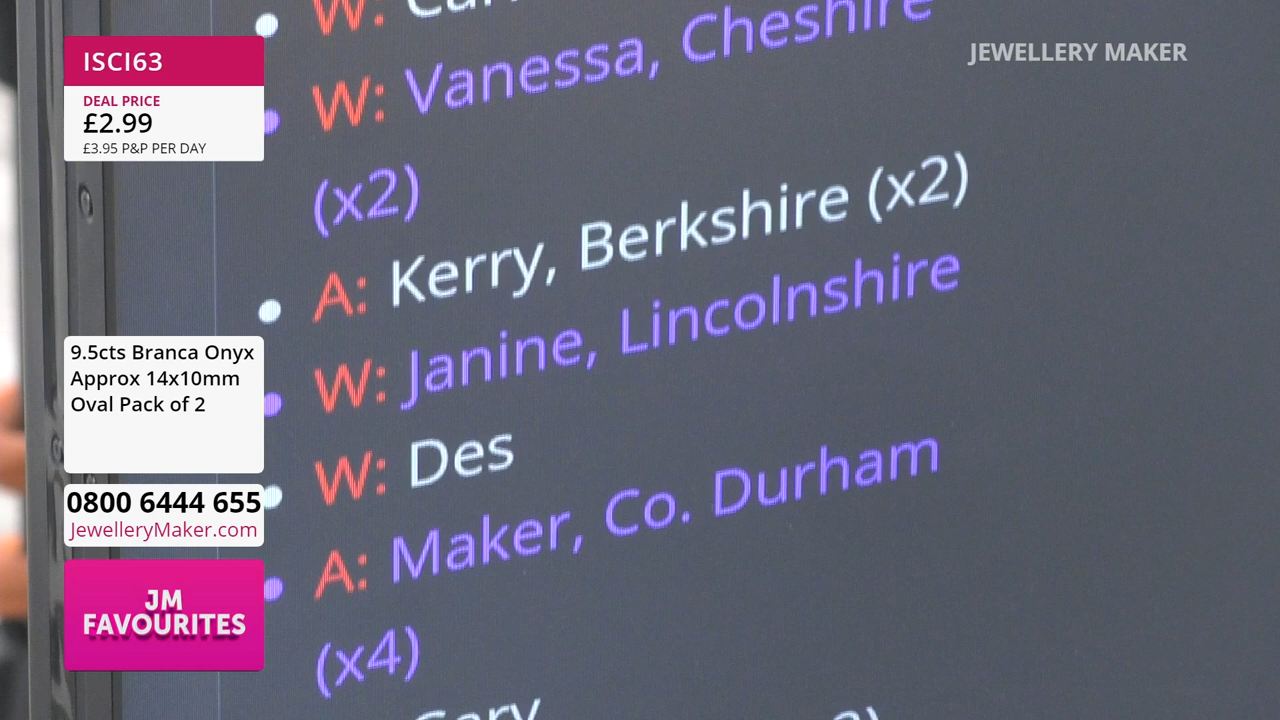 ISCI63
DEAL PRICE
£2.99
£3.95 P&P PER DAY
JEWELLERY MAKER
W:
W: Vanessa, Cheshire
(x2)
A: Kerry, Berkshire (x2)
W: Janine, Lincolnshire
W: Des
A: Maker, Co. Durham
(x4)
9.5cts Branca Onyx
Approx 14x10mm
Oval Pack of 2
0800 6444 655
JewelleryMaker.com
JM
FAVOURITES